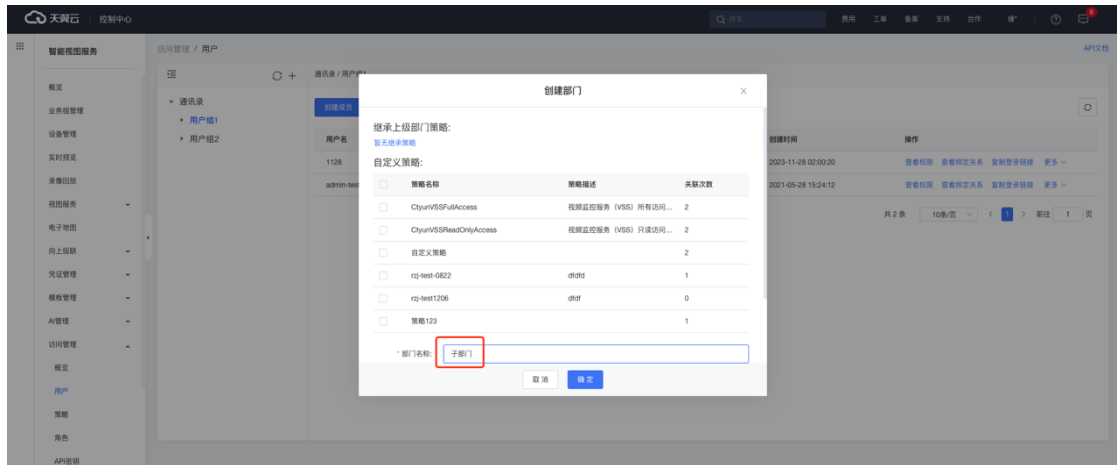 天翼云 控制中心 搜索... 费用 工单 备案 支持 合作 6
智能视图服务 访问管理 / 用户 API文档
概览
业务组管理
设备管理
实时预览
录像回放
视图服务
电子地图
向上级联
凭证管理
模板管理
AI管理
访问管理
概览
用户
策略
角色
API密钥
通讯录
用户组1
用户组2
通讯录 / 用户组1
创建成员
用户名 创建时间 操作
1128 2023-11-28 02:00:20 查看权限 查看绑定关系 复制登录链接 更多
admin-test 2021-05-28 15:24:12 查看权限 查看绑定关系 复制登录链接 更多
共 2 条 10条/页 1 前往 1 页
创建部门
继承上级部门策略:
暂无继承策略
自定义策略:
策略名称 策略描述 关联次数
CtyunVSSFullAccess 视频监控服务（VSS）所有访问... 2
CtyunVSSReadOnlyAccess 视频监控服务（VSS）只读访问... 2
自定义策略 2
rzj-test-0822 dfdfd 1
rzj-test1206 dfdf 0
策略123 1
* 部门名称: 子部门
取消 确定